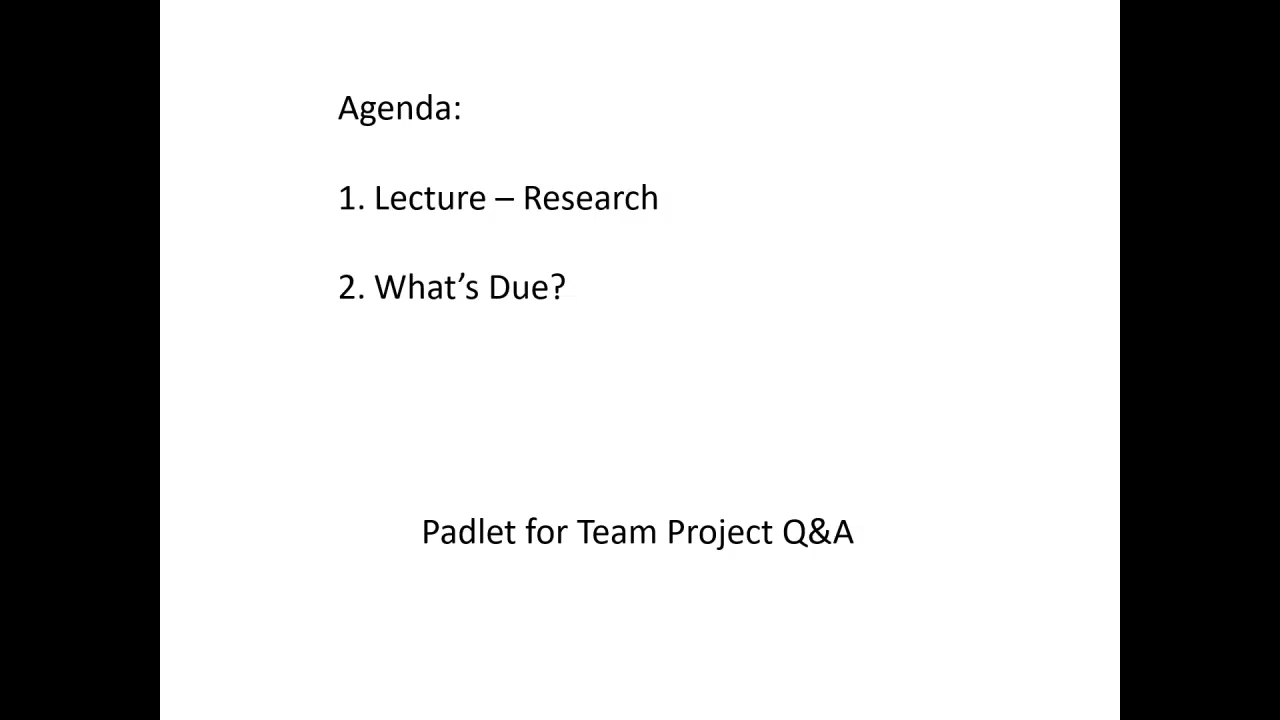 Agenda:
1. Lecture – Research
2. What’s Due?
Padlet for Team Project Q&A